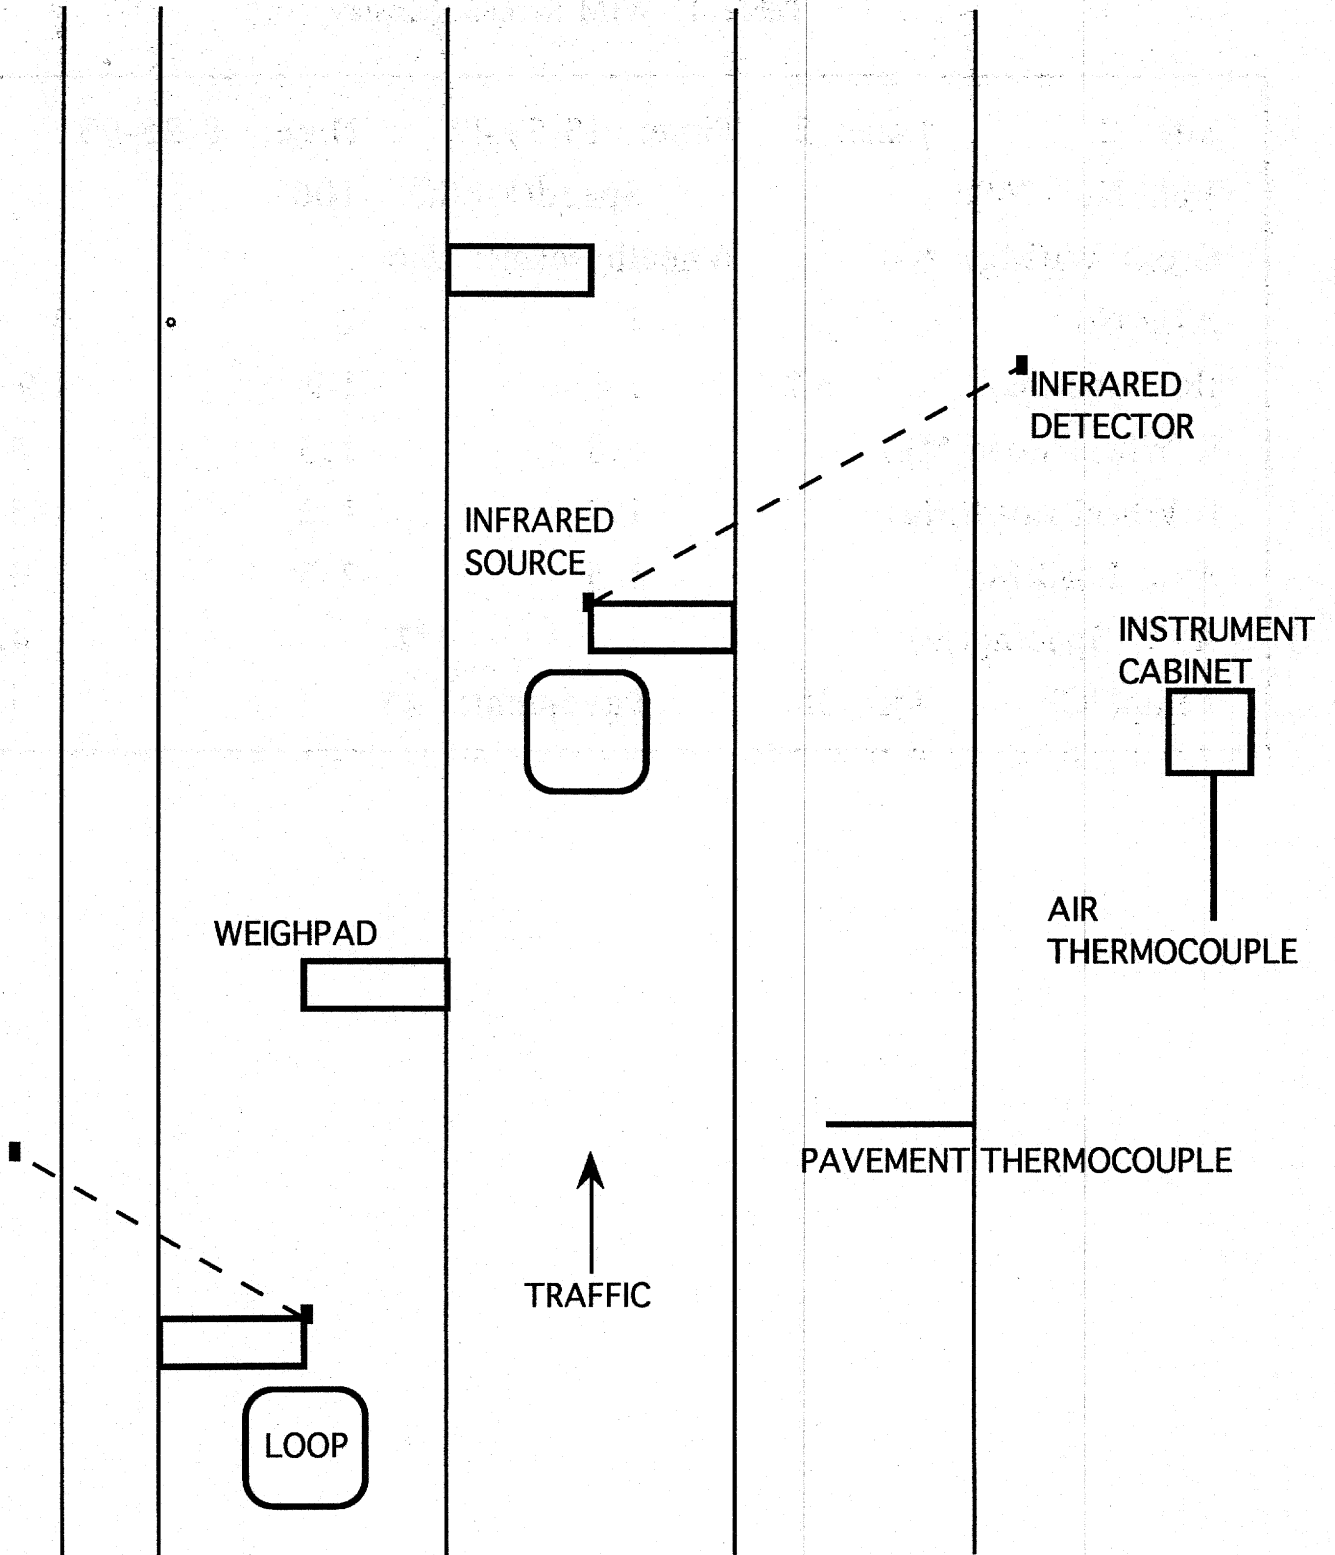 INFRARED
DETECTOR
INFRARED
SOURCE
INSTRUMENT
CABINET
AIR
THERMOCOUPLE
WEIGHPAD
PAVEMENT THERMOCOUPLE
TRAFFIC
LOOP